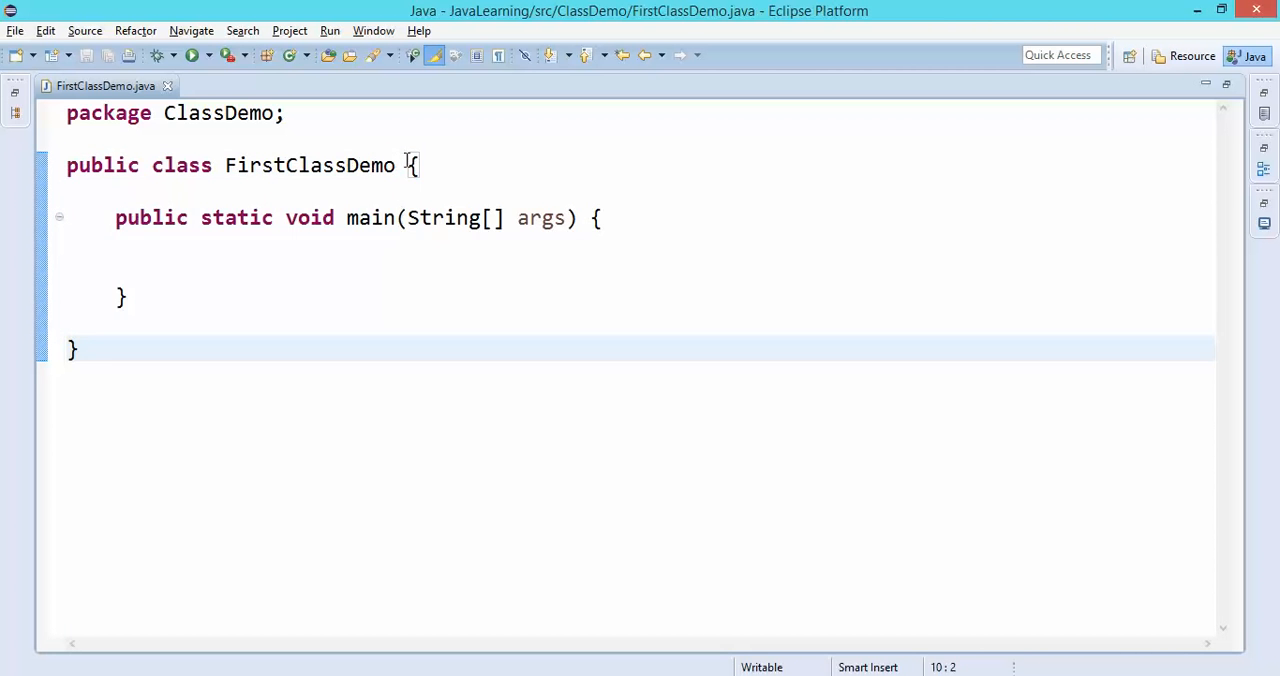 Java - JavaLearning/src/ClassDemo/FirstClassDemo.java - Eclipse Platform
File Edit Source Refactor Navigate Search Project Run Window Help
Quick Access Resource Java
FirstClassDemo.java
package ClassDemo;
public class FirstClassDemo {
public static void main(String[] args) {
}
}
Writable Smart Insert 10 : 2